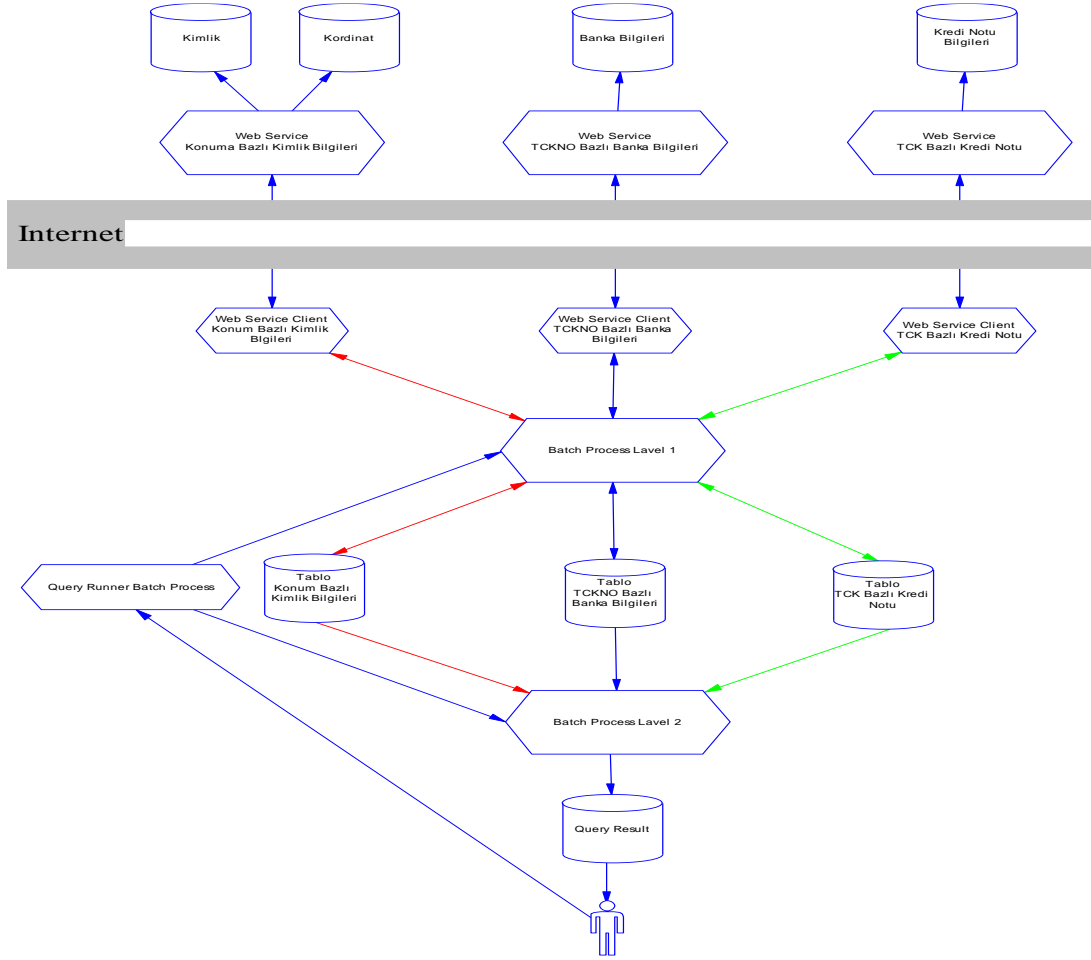 Kimlik
Kordinat
Banka Bilgileri
Kredi Notu
Bilgileri
Web Service
Konuma Bazlı Kimlik Bilgileri
Web Service
TCKNO Bazlı Banka Bilgileri
Web Service
TCK Bazlı Kredi Notu
Internet
Web Service Client
Konum Bazlı Kimlik
Blgileri
Web Service Client
TCKNO Bazlı Banka
Bilgileri
Web Service Client
TCK Bazlı Kredi Notu
Batch Process Lavel 1
Query Runner Batch Process
Tablo
Konum Bazlı
Kimlik Bilgileri
Tablo
TCKNO Bazlı
Banka Bilgileri
Tablo
TCK Bazlı Kredi
Notu
Batch Process Lavel 2
Query Result